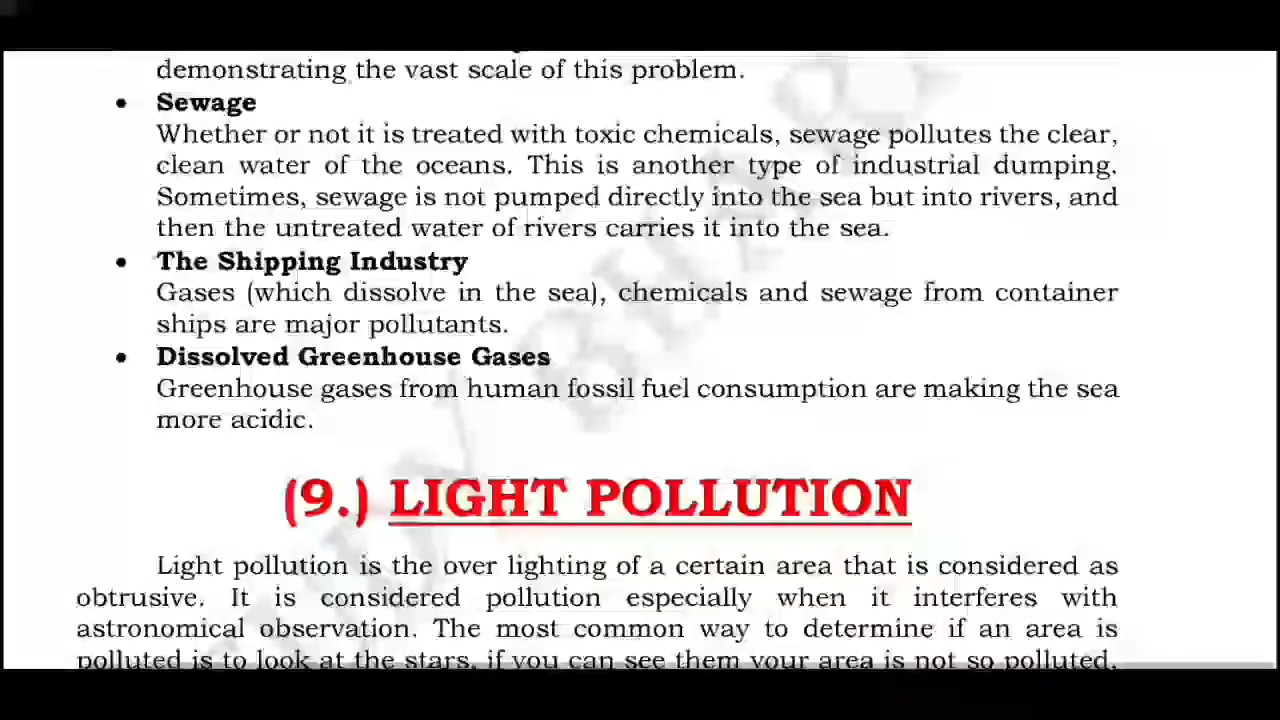 demonstrating the vast scale of this problem.
• Sewage
Whether or not it is treated with toxic chemicals, sewage pollutes the clear,
clean water of the oceans. This is another type of industrial dumping.
Sometimes, sewage is not pumped directly into the sea but into rivers, and
then the untreated water of rivers carries it into the sea.
• The Shipping Industry
Gases (which dissolve in the sea), chemicals and sewage from container
ships are major pollutants.
• Dissolved Greenhouse Gases
Greenhouse gases from human fossil fuel consumption are making the sea
more acidic.
(9.) LIGHT POLLUTION
Light pollution is the over lighting of a certain area that is considered as
obtrusive. It is considered pollution especially when it interferes with
astronomical observation. The most common way to determine if an area is
polluted is to look at the stars, if you can see them your area is not so polluted,